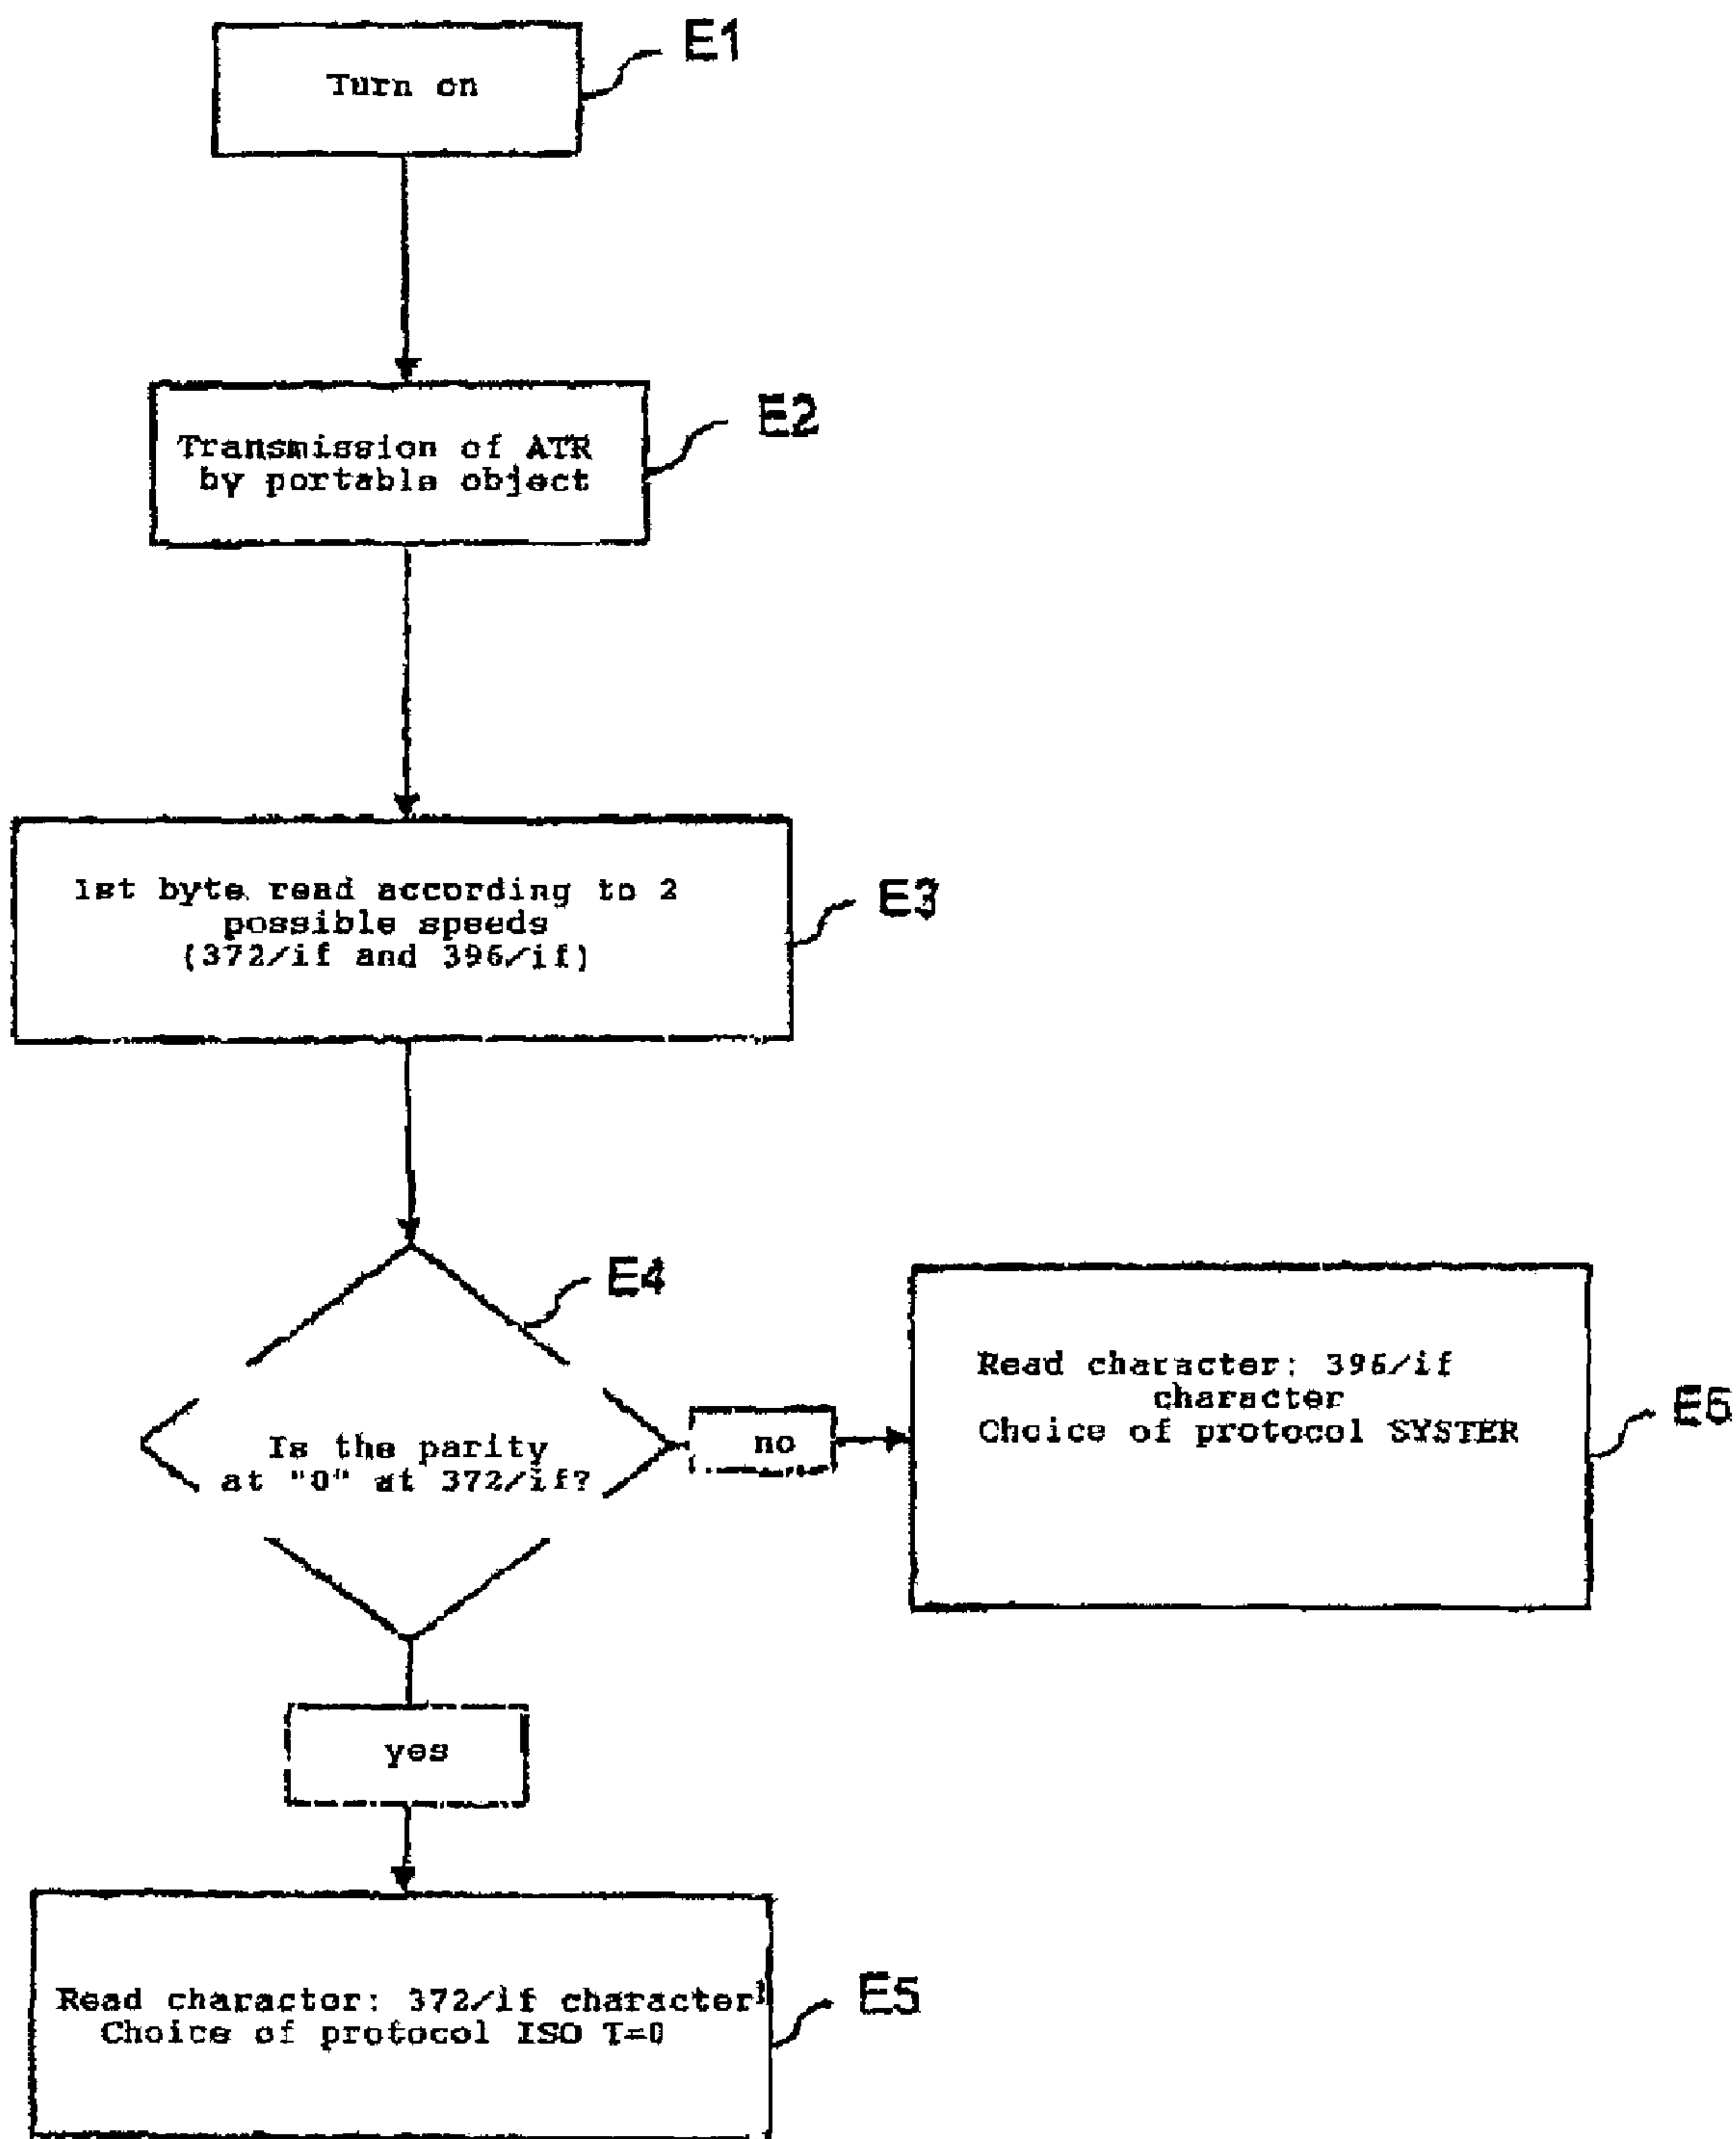 Turn on
E1
Transmission of ATR
by portable object
E2
1st byte read according to 2
possible speeds
(372/if and 396/if)
E3
E4
Is the parity
at "0" at 372/if?
no
Read character: 396/if
character
Choice of protocol SYSTER
E6
yes
Read charactor: 372/if character
Choice of protocol ISO T=0
E5